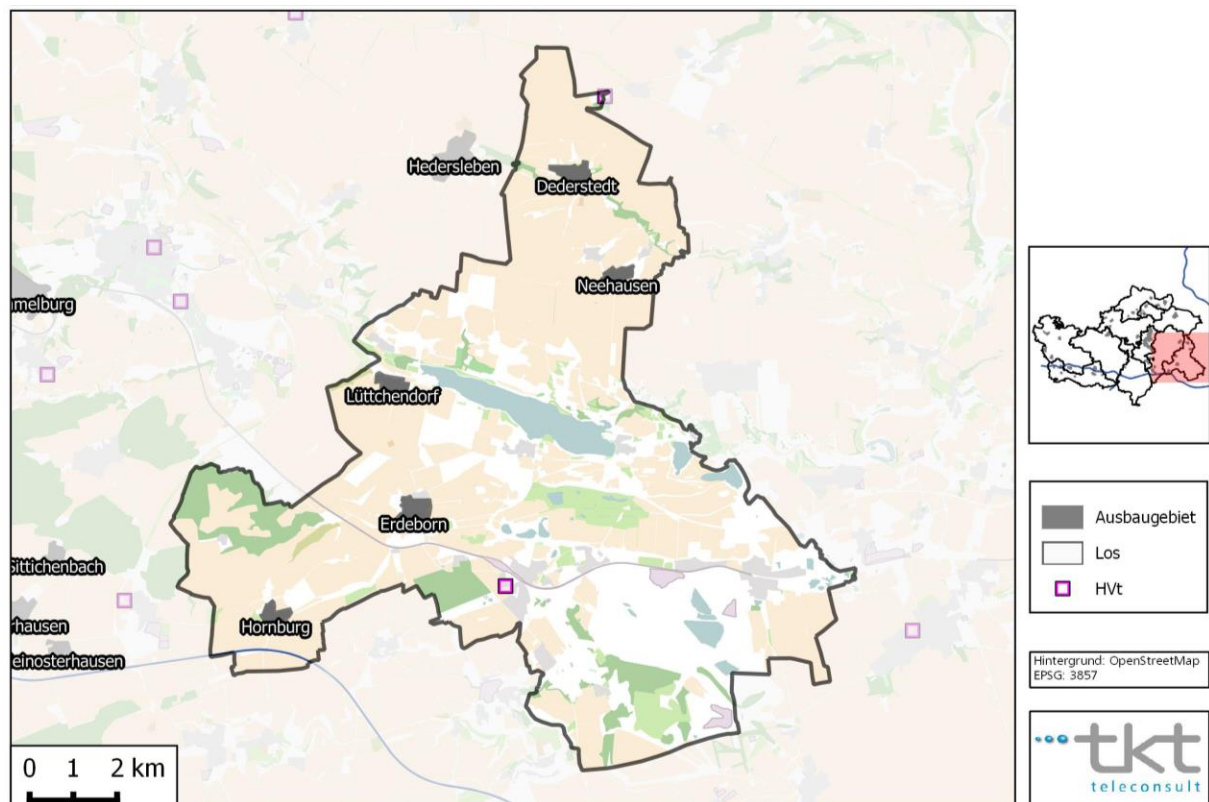 Hedersleben
Dederstedt
Neehausen
mmelburg
Lüttchendorf
Erdeborn
Sittichenbach
Hornburg
rhausen
einosterhausen
0 1 2 km
Ausbaugebiet
Los
HVt
Hintergrund: OpenStreetMap
EPSG: 3857
tkt
teleconsult